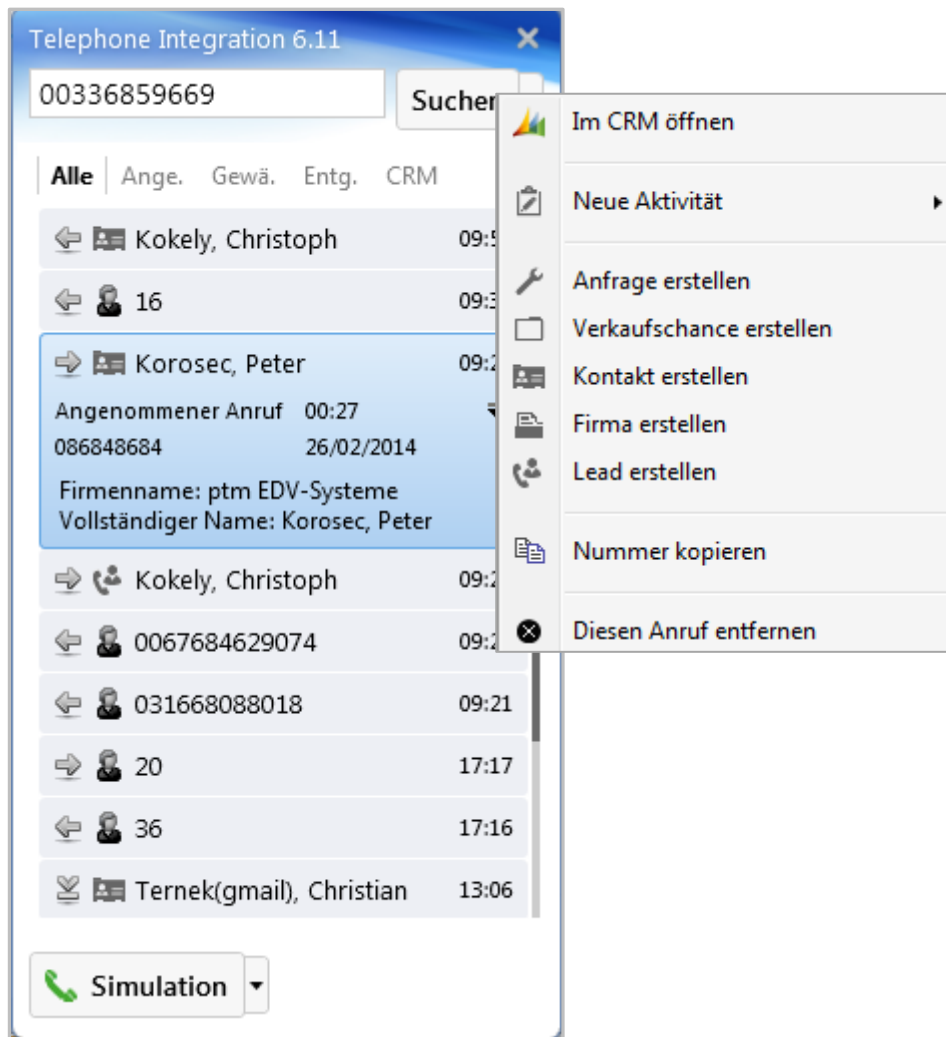 Telephone Integration 6.11
00336859669
Alle Ange. Gewä. Entg. CRM
Kokely, Christoph
16
Korosec, Peter
Angenommener Anruf 00:27
086848684 26/02/2014
Firmenname: ptm EDV-Systeme
Vollständiger Name: Korosec, Peter
Kokely, Christoph
0067684629074
031668088018 09:21
20 17:17
36 17:16
Ternek(gmail), Christian 13:06
Simulation
Im CRM öffnen
Neue Aktivität
Anfrage erstellen
Verkaufschance erstellen
Kontakt erstellen
Firma erstellen
Lead erstellen
Nummer kopieren
Diesen Anruf entfernen